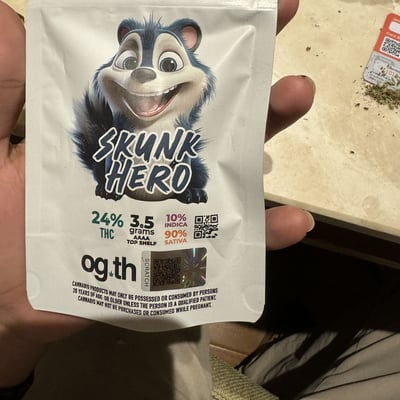 SKUNK
HERO
24%
THC
3.5
grams
AAAA
TOP SHELF
10%
INDICA
90%
SATIVA
og.th
SCRATCH
CANNABIS PRODUCTS MAY ONLY BE POSSESSED OR CONSUMED BY PERSONS
20 YEARS OF AGE OR OLDER UNLESS THE PERSON IS A QUALIFIED PATIENT.
CANNABIS MAY NOT BE PURCHASED OR CONSUMED WHILE PREGNANT.